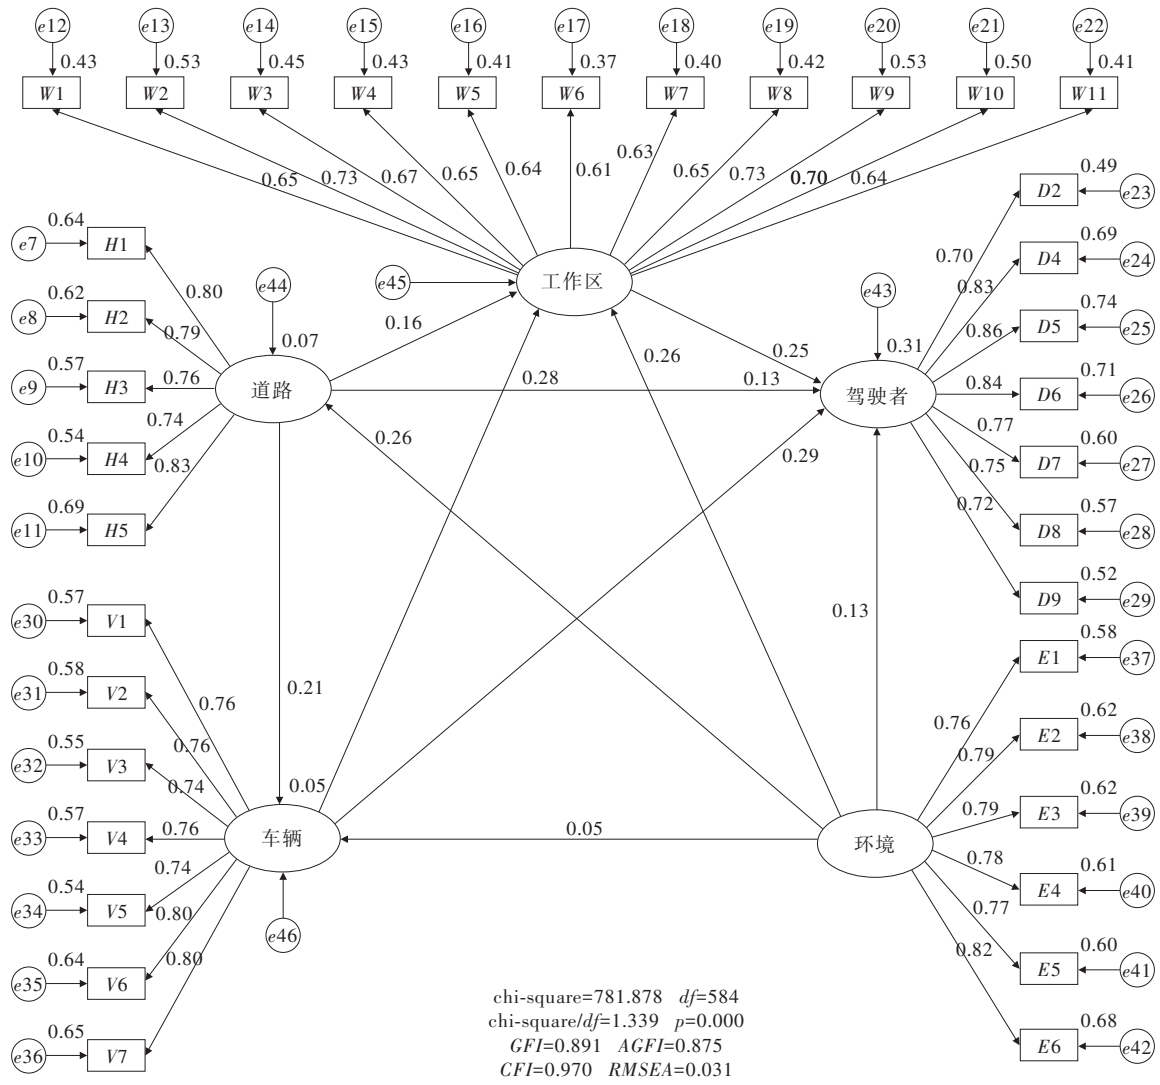 e12 e13 e14 e15 e16 e17 e18 e19 e20 e21 e22
0.43 0.53 0.45 0.43 0.41 0.37 0.40 0.42 0.53 0.50 0.41
W1 W2 W3 W4 W5 W6 W7 W8 W9 W10 W11
0.65 0.73 0.67 0.65 0.64 0.61 0.63 0.65 0.73 0.70 0.64
工作区
e45
e44
0.07
道路
e43
0.31
驾驶者
0.16
0.28
0.13
0.25
0.26
0.26
0.29
0.21
0.13
0.05
0.05
车辆
e46
环境
0.64
e7 H1 0.80
0.62
e8 H2 0.79
0.57
e9 H3 0.76
0.54
e10 H4 0.74
0.69
e11 H5 0.83
0.49
0.70 D2 e23
0.69
0.83 D4 e24
0.74
0.86 D5 e25
0.71
0.84 D6 e26
0.60
0.77 D7 e27
0.57
0.75 D8 e28
0.52
0.72 D9 e29
0.57
e30 V1 0.76
0.58
e31 V2 0.76
0.55
e32 V3 0.74
0.57
e33 V4 0.76
0.54
e34 V5 0.74
0.64
e35 V6 0.80
0.65
e36 V7 0.80
0.58
0.76 E1 e37
0.62
0.79 E2 e38
0.62
0.79 E3 e39
0.61
0.78 E4 e40
0.60
0.77 E5 e41
0.68
0.82 E6 e42
chi-square=781.878 df=584
chi-square/df=1.339 p=0.000
GFI=0.891 AGFI=0.875
CFI=0.970 RMSEA=0.031